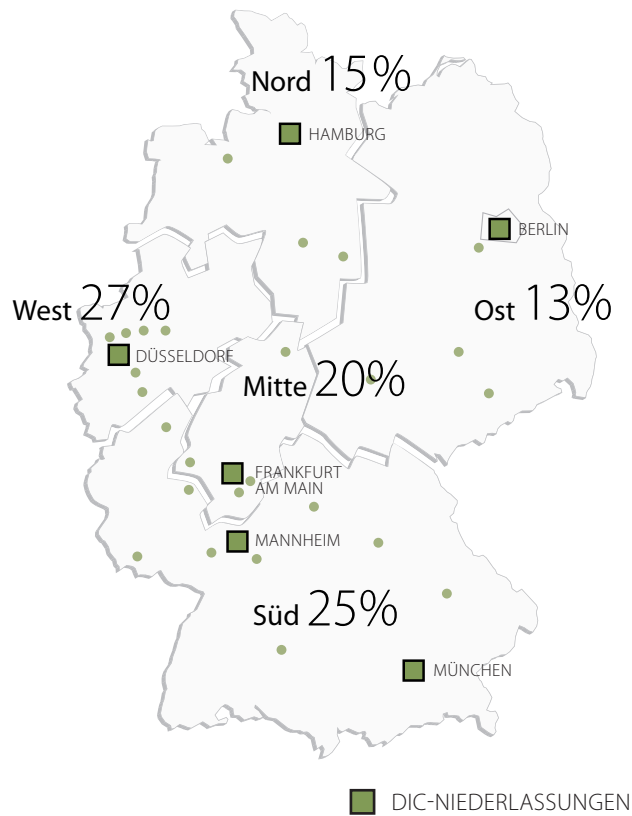 Nord 15%
HAMBURG
BERLIN
West 27%
Ost 13%
DÜSSELDORF
Mitte 20%
FRANKFURT
AM MAIN
MANNHEIM
Süd 25%
MÜNCHEN
DIC-NIEDERLASSUNGEN